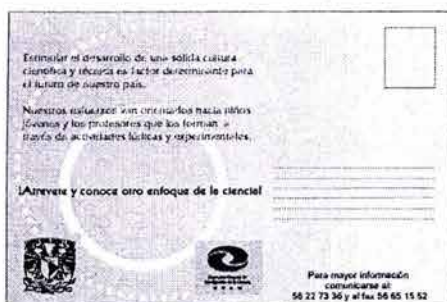 Estimular el desarrollo de una sólida cultura
científica y técnica es factor determinante para
el futuro de nuestro país.
Nuestros esfuerzos van orientados hacia niños
jóvenes y los profesores que los forman a
través de actividades lúdicas y experimentales.
¡Atrevete y conoce otro enfoque de la ciencia!
Para mayor información
comunicarse al:
56 22 73 36 y al fax 56 65 15 52